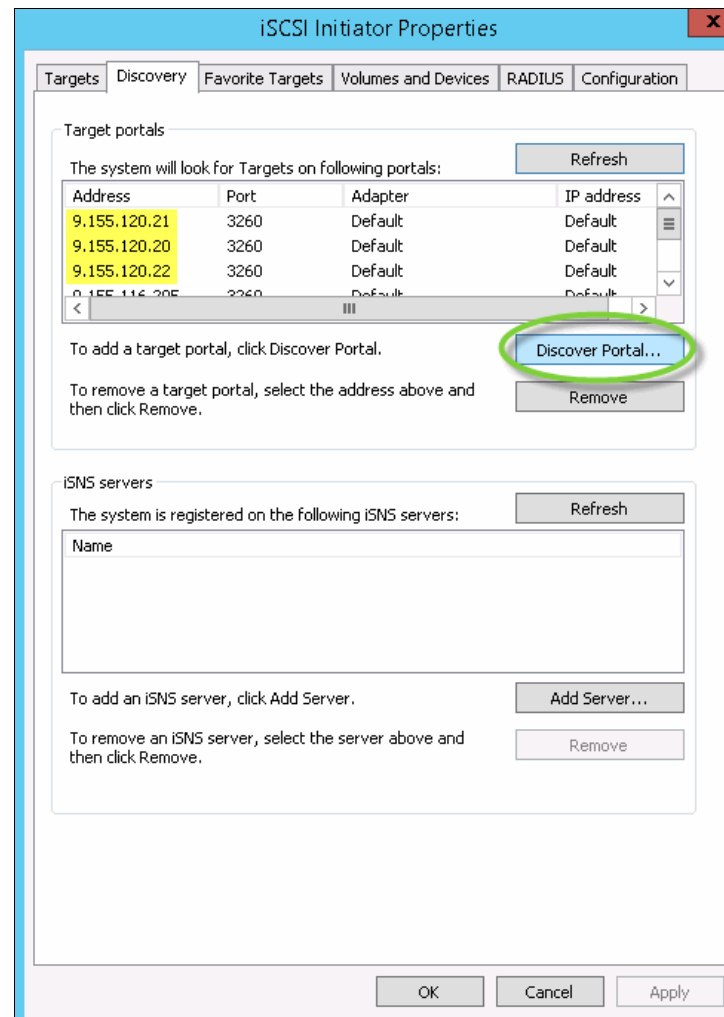 iSCSI Initiator Properties
x
Targets Discovery Favorite Targets Volumes and Devices RADIUS Configuration
Target portals
The system will look for Targets on following portals:
Refresh
Address Port Adapter IP address
9.155.120.21 3260 Default Default
9.155.120.20 3260 Default Default
9.155.120.22 3260 Default Default
3260 Default Default
To add a target portal, click Discover Portal.
Discover Portal...
To remove a target portal, select the address above and
then click Remove.
Remove
iSNS servers
The system is registered on the following iSNS servers:
Refresh
Name
To add an iSNS server, click Add Server.
Add Server...
To remove an iSNS server, select the server above and
then click Remove.
Remove
OK Cancel Apply